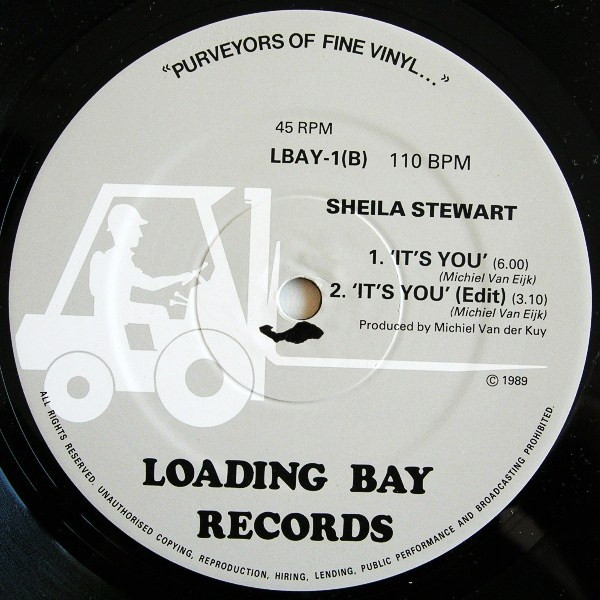 “PURVEYORS OF FINE VINYL...”
45 RPM
LBAY-1(B) 110 BPM
SHEILA STEWART
1. ‘IT’S YOU’ (6.00)
(Michiel Van Eijk)
2. ‘IT’S YOU’ (Edit) (3.10)
(Michiel Van Eijk)
Produced by Michiel Van der Kuy
© 1989
LOADING BAY
RECORDS
ALL RIGHTS RESERVED. UNAUTHORISED COPYING, REPRODUCTION, HIRING, LENDING, PUBLIC PERFORMANCE AND BROADCASTING PROHIBITED.